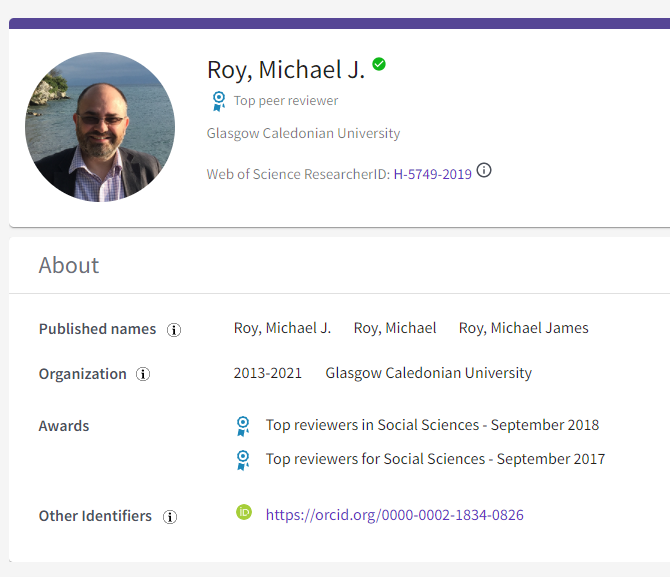 Roy, Michael J.
Top peer reviewer
Glasgow Caledonian University
Web of Science ResearcherID: H-5749-2019
About
Published names Roy, Michael J. Roy, Michael Roy, Michael James
Organization 2013-2021 Glasgow Caledonian University
Awards Top reviewers in Social Sciences - September 2018
Top reviewers for Social Sciences - September 2017
Other Identifiers iD https://orcid.org/0000-0002-1834-0826